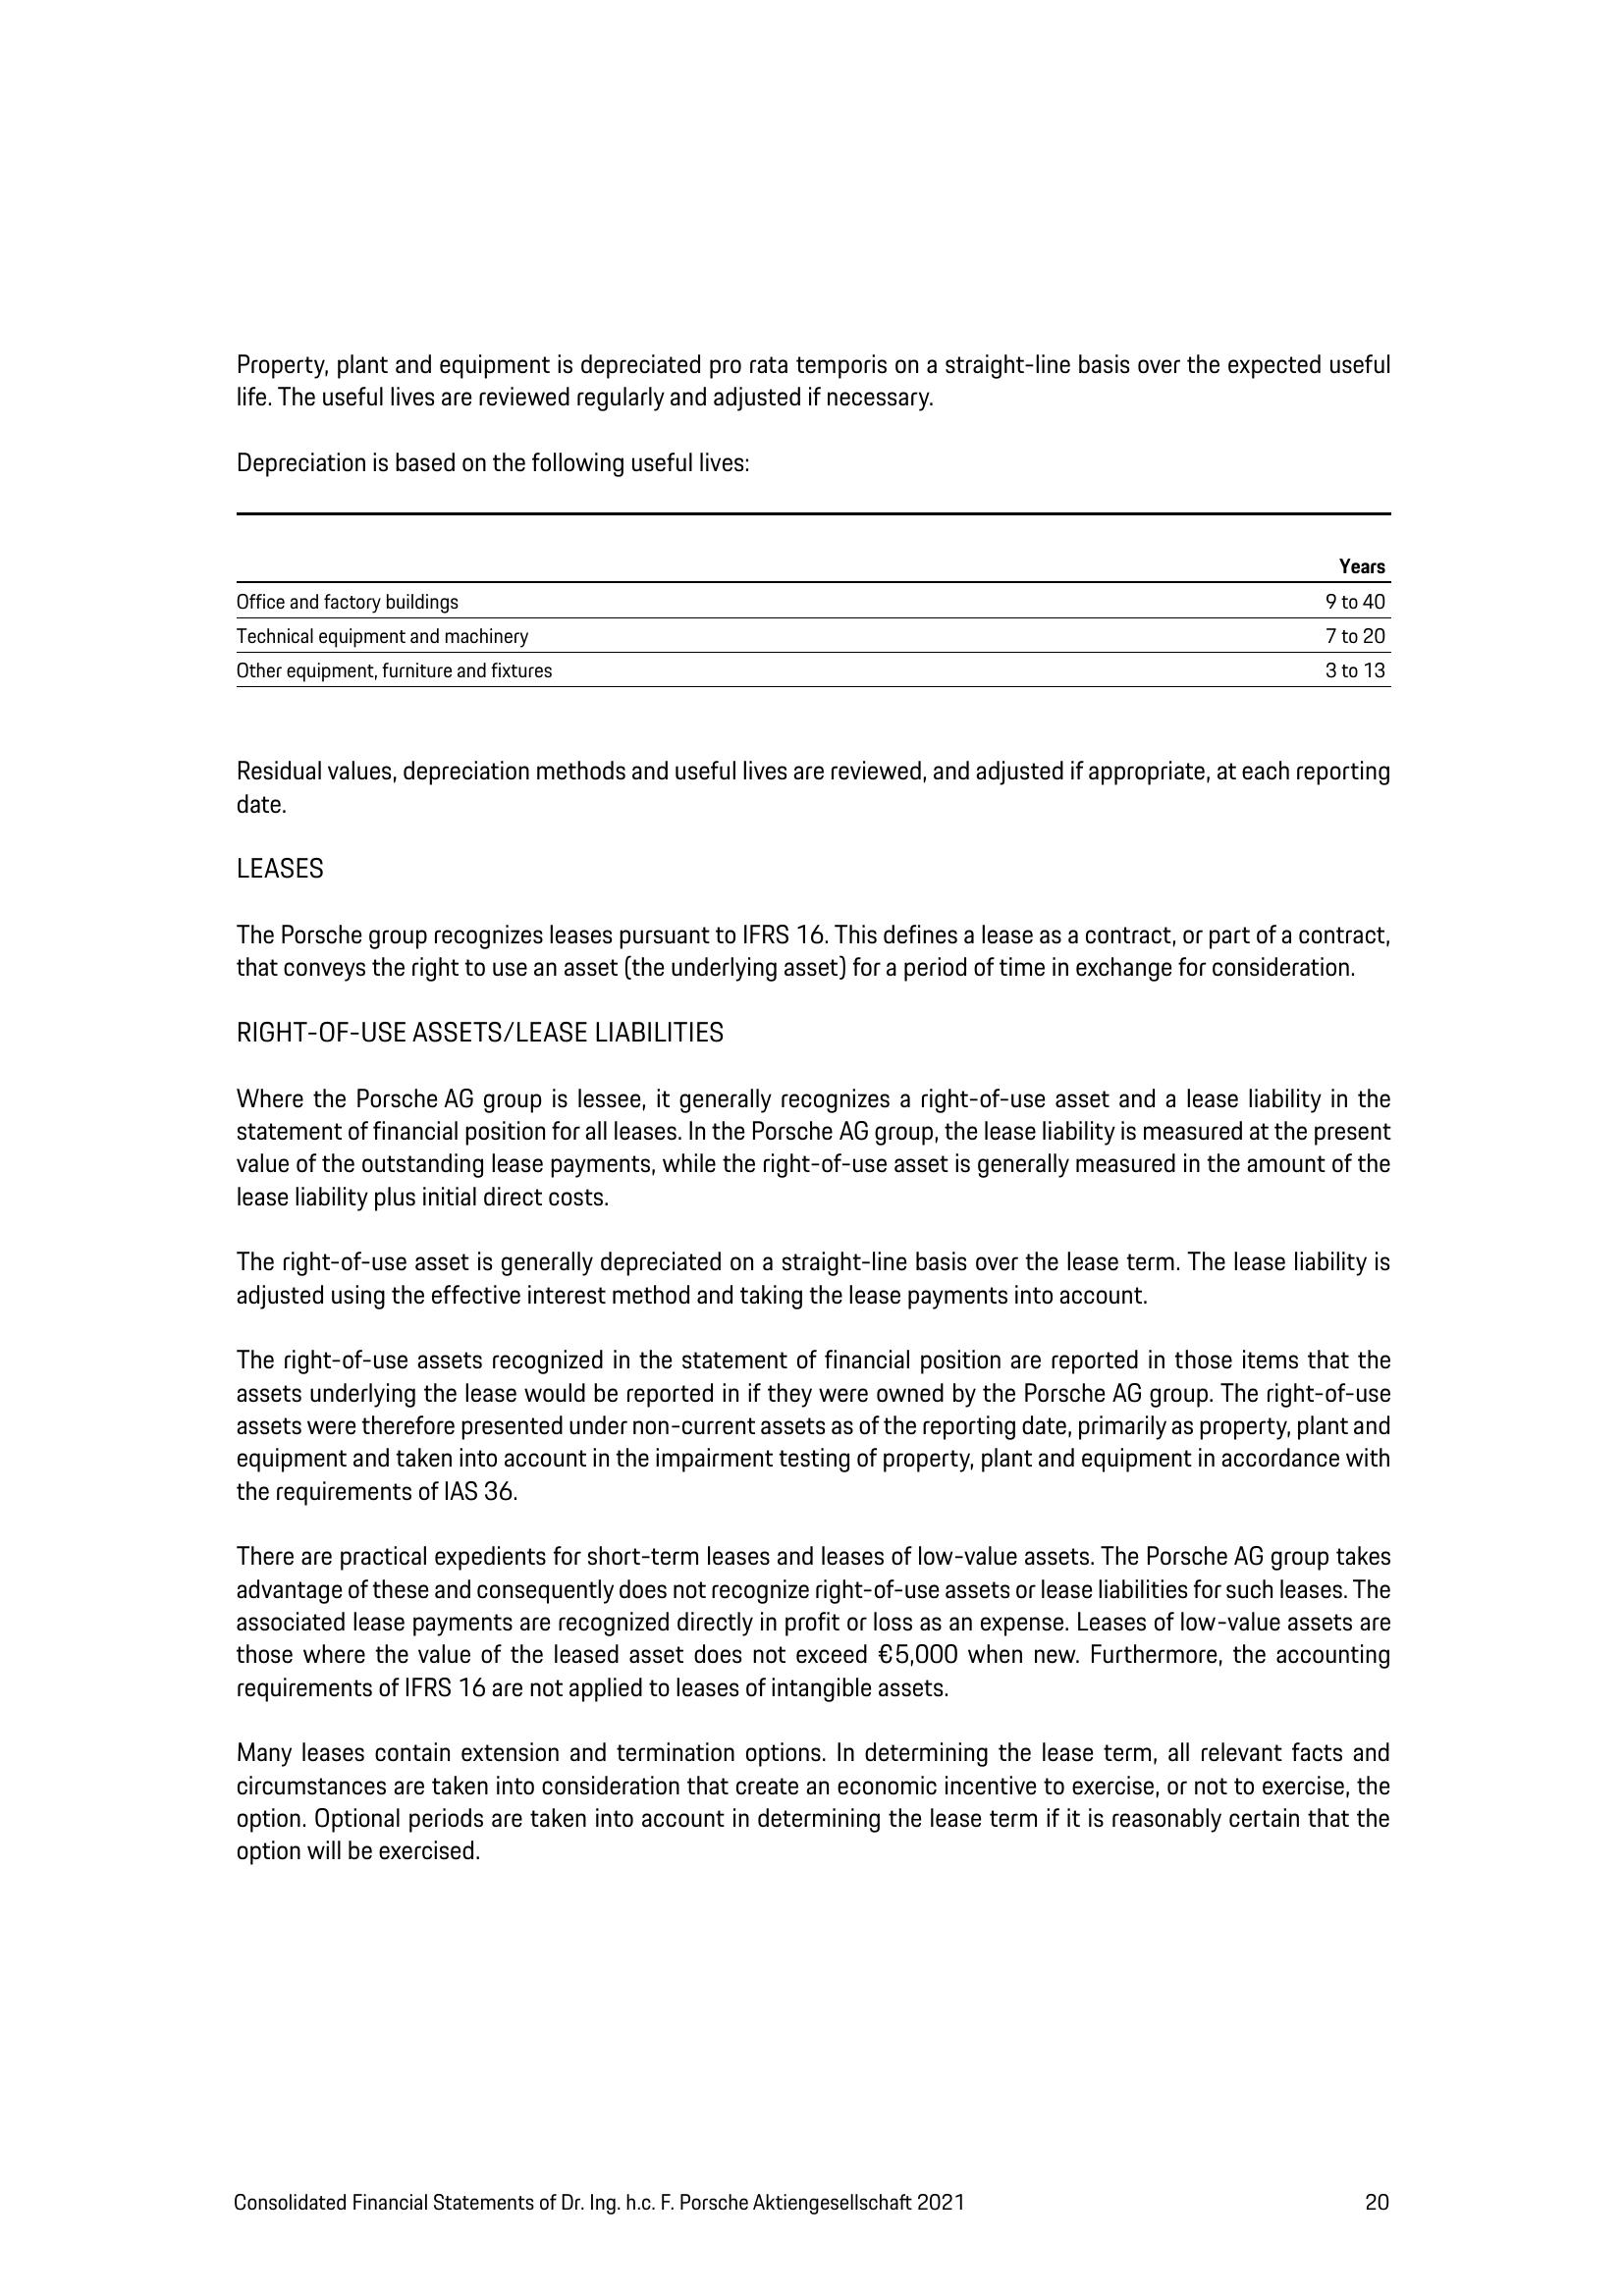 Property, plant and equipment is depreciated pro rata temporis on a straight-line basis over the expected useful
life. The useful lives are reviewed regularly and adjusted if necessary.
Depreciation is based on the following useful lives:
Years
Office and factory buildings 9 to 40
Technical equipment and machinery 7 to 20
Other equipment, furniture and fixtures 3 to 13
Residual values, depreciation methods and useful lives are reviewed, and adjusted if appropriate, at each reporting
date.
LEASES
The Porsche group recognizes leases pursuant to IFRS 16. This defines a lease as a contract, or part of a contract,
that conveys the right to use an asset (the underlying asset) for a period of time in exchange for consideration.
RIGHT-OF-USE ASSETS/LEASE LIABILITIES
Where the Porsche AG group is lessee, it generally recognizes a right-of-use asset and a lease liability in the
statement of financial position for all leases. In the Porsche AG group, the lease liability is measured at the present
value of the outstanding lease payments, while the right-of-use asset is generally measured in the amount of the
lease liability plus initial direct costs.
The right-of-use asset is generally depreciated on a straight-line basis over the lease term. The lease liability is
adjusted using the effective interest method and taking the lease payments into account.
The right-of-use assets recognized in the statement of financial position are reported in those items that the
assets underlying the lease would be reported in if they were owned by the Porsche AG group. The right-of-use
assets were therefore presented under non-current assets as of the reporting date, primarily as property, plant and
equipment and taken into account in the impairment testing of property, plant and equipment in accordance with
the requirements of IAS 36.
There are practical expedients for short-term leases and leases of low-value assets. The Porsche AG group takes
advantage of these and consequently does not recognize right-of-use assets or lease liabilities for such leases. The
associated lease payments are recognized directly in profit or loss as an expense. Leases of low-value assets are
those where the value of the leased asset does not exceed €5,000 when new. Furthermore, the accounting
requirements of IFRS 16 are not applied to leases of intangible assets.
Many leases contain extension and termination options. In determining the lease term, all relevant facts and
circumstances are taken into consideration that create an economic incentive to exercise, or not to exercise, the
option. Optional periods are taken into account in determining the lease term if it is reasonably certain that the
option will be exercised.
Consolidated Financial Statements of Dr. Ing. h.c. F. Porsche Aktiengesellschaft 2021 20